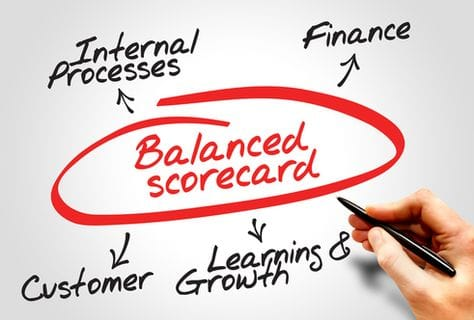 Internal
Processes
Finance
Balanced
scorecard
Customer
Learning &
Growth